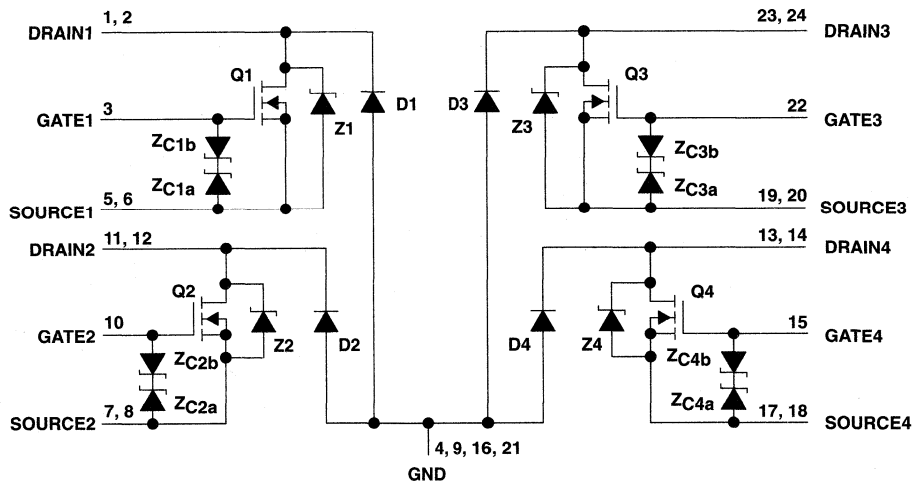 1, 2
23, 24
DRAIN1
DRAIN3
Q1
Q3
D1
D3
Z1
Z3
3
22
GATE1
GATE3
ZC1b
ZC3b
ZC1a
ZC3a
5, 6
19, 20
SOURCE1
SOURCE3
11, 12
13, 14
DRAIN2
DRAIN4
Q2
Q4
10
15
GATE2
GATE4
Z2
D2
D4
Z4
ZC2b
ZC4b
ZC2a
ZC4a
7, 8
17, 18
SOURCE2
SOURCE4
4, 9, 16, 21
GND